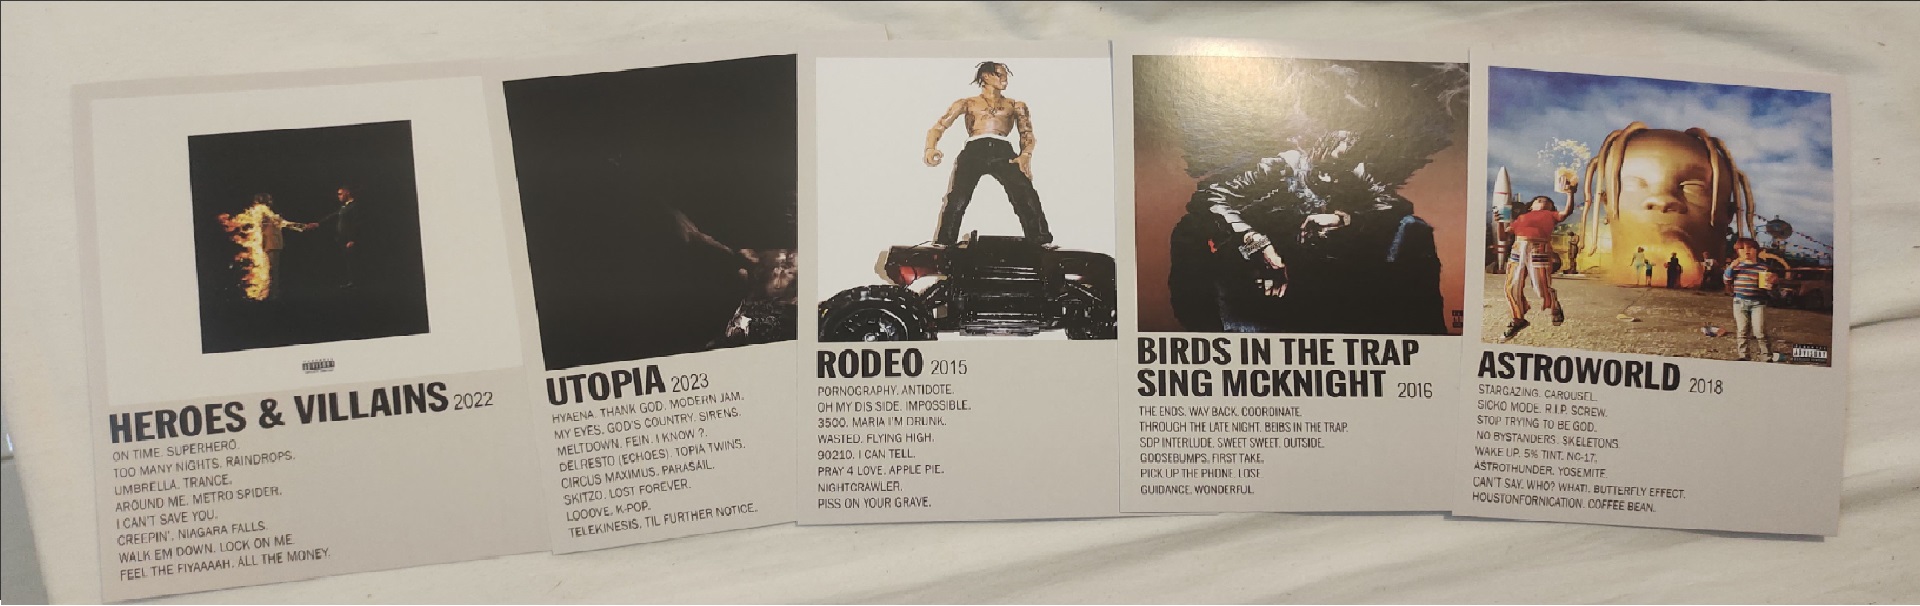 HEROES & VILLAINS 2022
ON TIME. SUPERHERO.
TOO MANY NIGHTS. RAINDROPS.
UMBRELLA. TRANCE.
AROUND ME. METRO SPIDER.
I CAN'T SAVE YOU.
CREEPIN'. NIAGARA FALLS.
WALK EM DOWN. LOCK ON ME.
FEEL THE FIYAAAAH. ALL THE MONEY.
UTOPIA 2023
HYAENA. THANK GOD. MODERN JAM.
MY EYES. GOD'S COUNTRY. SIRENS.
MELTDOWN. FEIN. I KNOW ?.
DELRESTO (ECHOES). TOPIA TWINS.
CIRCUS MAXIMUS. PARASAIL.
SKITZO. LOST FOREVER.
LOOOVE. K-POP.
TELEKINESIS. TIL FURTHER NOTICE.
RODEO 2015
PORNOGRAPHY. ANTIDOTE.
OH MY DIS SIDE. IMPOSSIBLE.
3500. MARIA I'M DRUNK.
WASTED. FLYING HIGH.
90210. I CAN TELL.
PRAY 4 LOVE. APPLE PIE.
NIGHTCRAWLER.
PISS ON YOUR GRAVE.
BIRDS IN THE TRAP
SING MCKNIGHT 2016
THE ENDS. WAY BACK. COORDINATE.
THROUGH THE LATE NIGHT. BEIBS IN THE TRAP.
SDP INTERLUDE. SWEET SWEET. OUTSIDE.
GOOSEBUMPS. FIRST TAKE.
PICK UP THE PHONE. LOSE
GUIDANCE. WONDERFUL.
ASTROWORLD 2018
STARGAZING. CAROUSEL.
SICKO MODE. R.I.P. SCREW.
STOP TRYING TO BE GOD.
NO BYSTANDERS. SKELETONS.
WAKE UP. 5% TINT. NC-17.
ASTROTHUNDER. YOSEMITE.
CAN'T SAY. WHO? WHAT!. BUTTERFLY EFFECT.
HOUSTONFORNICATION. COFFEE BEAN.